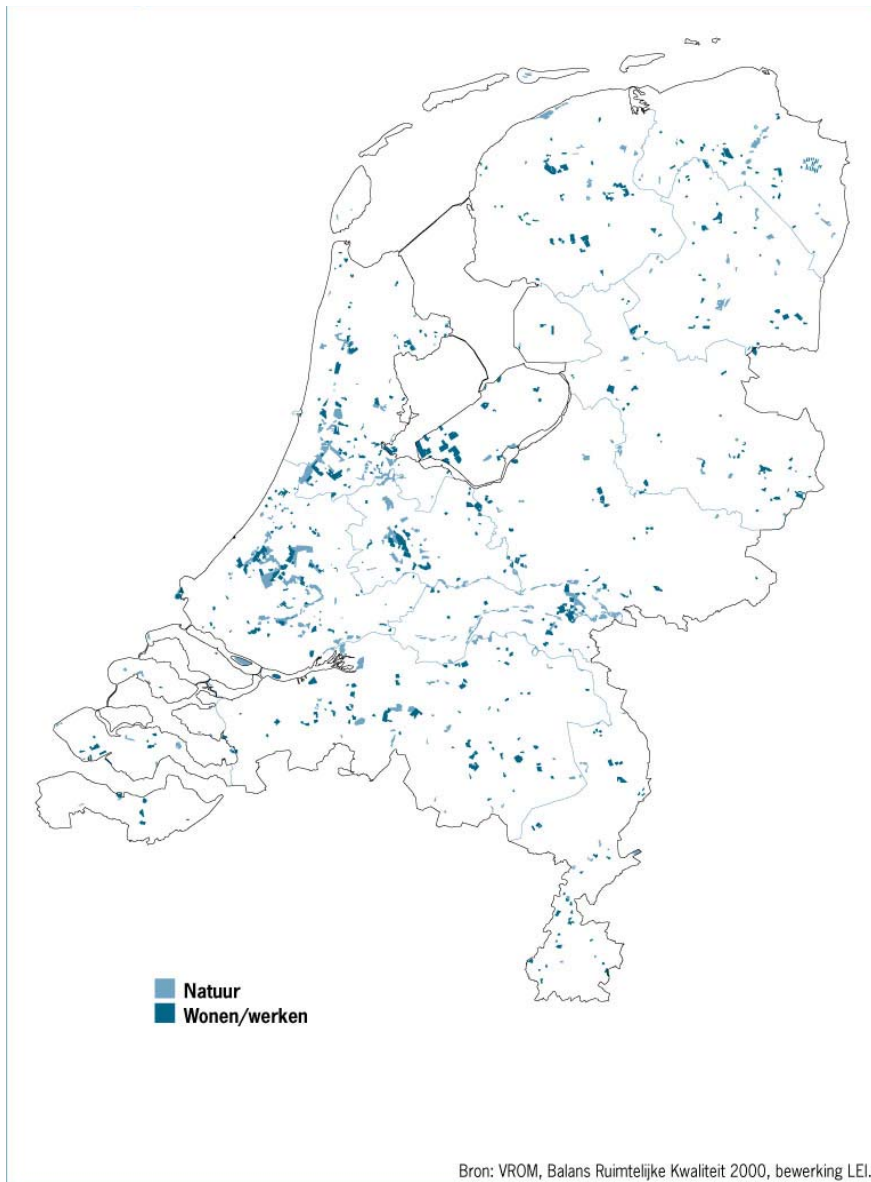 Natuur
Wonen/werken
Bron: VROM, Balans Ruimtelijke Kwaliteit 2000, bewerking LEI.